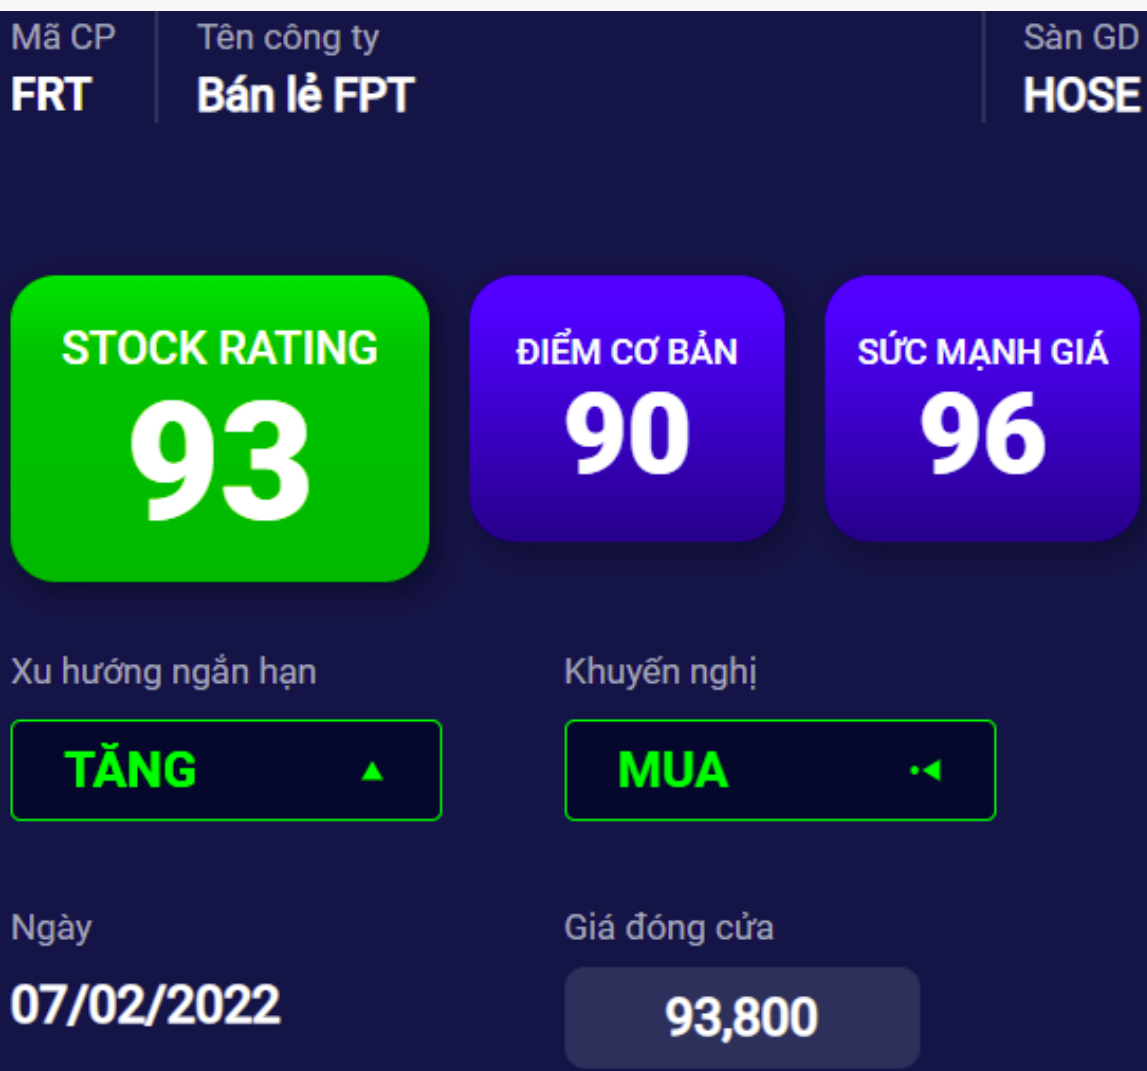 Mã CP
Tên công ty
Sàn GD
FRT
Bán lẻ FPT
HOSE
STOCK RATING
93
ĐIỂM CƠ BẢN
90
SỨC MẠNH GIÁ
96
Xu hướng ngắn hạn
Khuyến nghị
TĂNG
MUA
Ngày
Giá đóng cửa
07/02/2022
93,800